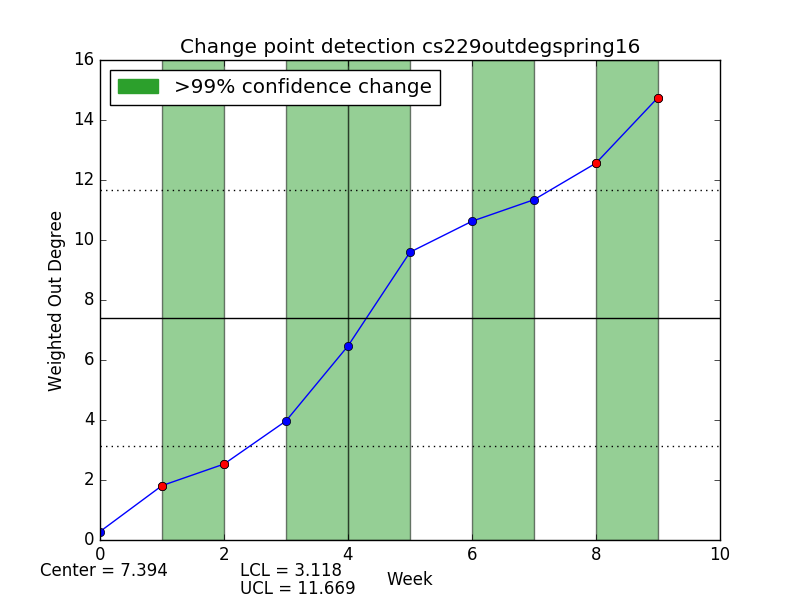 Change point detection cs229outdegspring16
>99% confidence change
Weighted Out Degree
16
14
12
10
8
6
4
2
0
0 2 4 6 8 10
Week
Center = 7.394
LCL = 3.118
UCL = 11.669